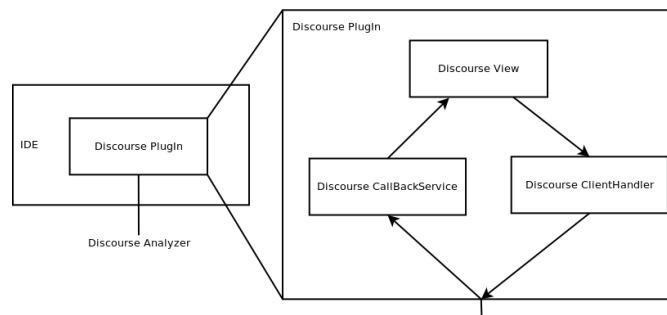 Discourse PlugIn
Discourse View
IDE
Discourse PlugIn
Discourse CallBackService
Discourse ClientHandler
Discourse Analyzer